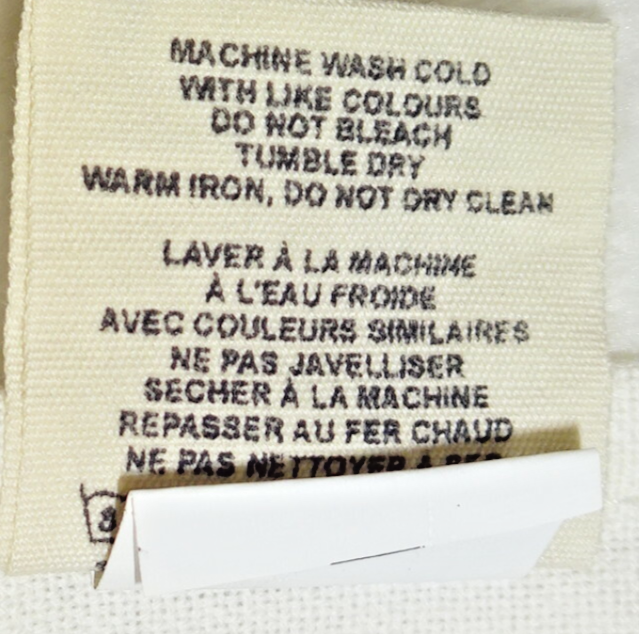 MACHINE WASH COLD
WITH LIKE COLOURS
DO NOT BLEACH
TUMBLE DRY
WARM IRON, DO NOT DRY CLEAN
LAVER À LA MACHINE
À L'EAU FROIDE
AVEC COULEURS SIMILAIRES
NE PAS JAVELLISER
SECHER À LA MACHINE
REPASSER AU FER CHAUD
NE PAS NETTOYER A